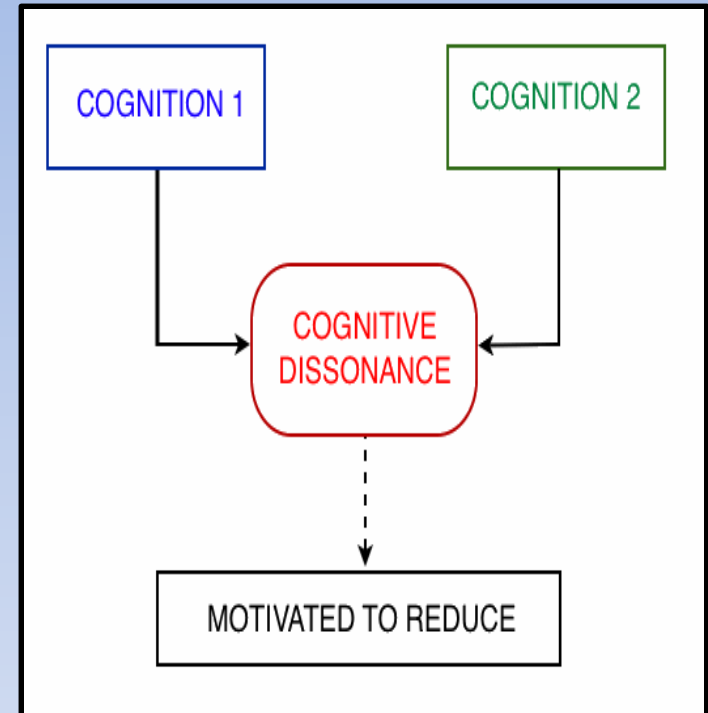 COGNITION 1
COGNITION 2
COGNITIVE
DISSONANCE
MOTIVATED TO REDUCE